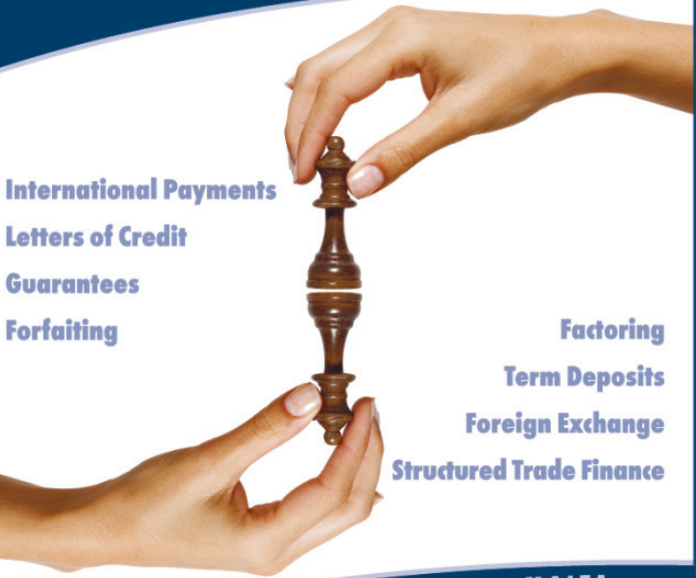 International Payments
Letters of Credit
Guarantees
Forfaiting
Factoring
Term Deposits
Foreign Exchange
Structured Trade Finance